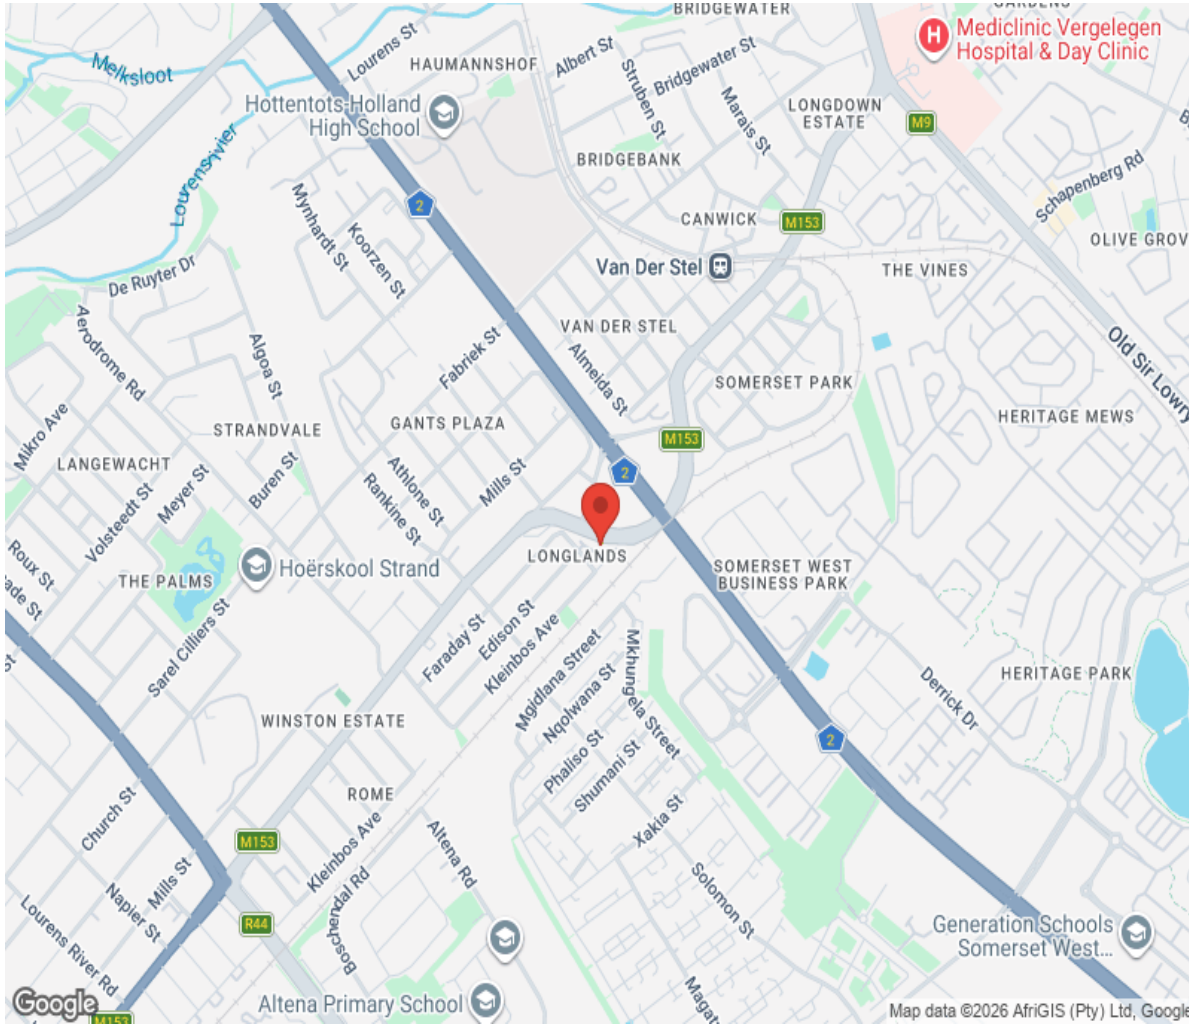 GARDENS
BRIDGEWATER
Mediclinic Vergelegen
Hospital & Day Clinic
Lourens St
Albert St
HAUMANNSHOF
Struben St
Bridgewater St
Melksloot
Marais St
Hottentots-Holland
High School
LONGDOWN
ESTATE
M9
Lourensrivier
BRIDGEBANK
Schapenberg Rd
Mynhardt St
2
CANWICK
M153
Koorzen St
OLIVE GROV
De Ruyter Dr
Van Der Stel
THE VINES
Aerodrome Rd
Algoa St
Fabriek St
VAN DER STEL
Almeida St
Old Sir Lowry
SOMERSET PARK
Mikro Ave
STRANDVALE
GANTS PLAZA
HERITAGE MEWS
M153
LANGEWACHT
Meyer St
Buren St
Athlone St
Mills St
2
Volsteedt St
Rankine St
Roux St
LONGLANDS
THE PALMS
Hoërskool Strand
SOMERSET WEST
BUSINESS PARK
ade St
Sarel Cilliers St
Faraday St
Edison St
Kleinbos Ave
Mgidlana Street
Mkhungela Street
Nqolwana St
St
HERITAGE PARK
Derrick Dr
WINSTON ESTATE
Phaliso St
Shumani St
2
ROME
Church St
Xakia St
M153
Kleinbos Ave
Altena Rd
Mills St
Napier St
Boschendal Rd
Solomon St
Lourens River Rd
R44
Generation Schools
Somerset West...
Magat
Google
Altena Primary School
M153
Map data ©2026 AfriGIS (Pty) Ltd, Google